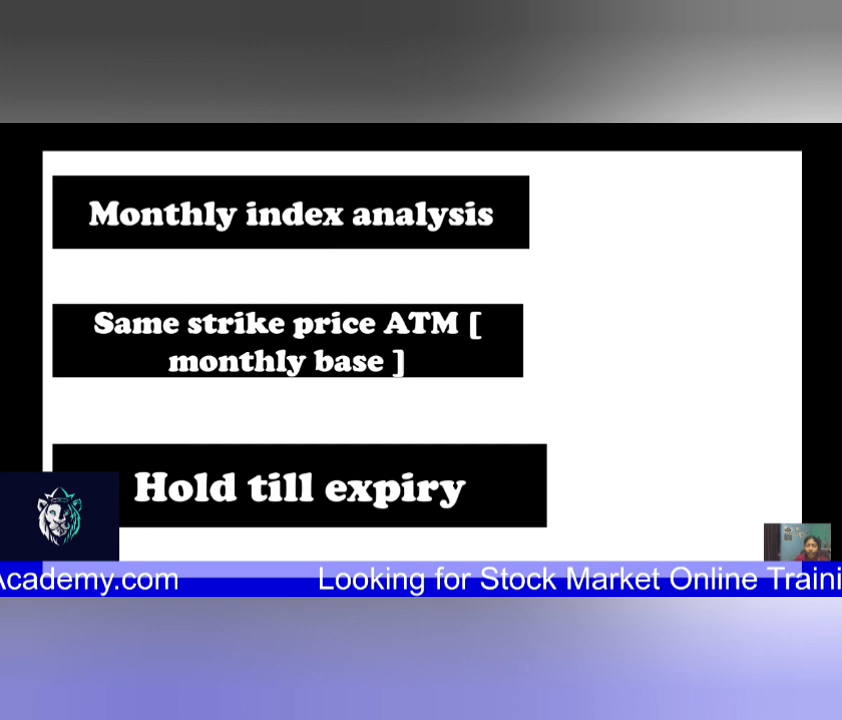 Monthly index analysis
Same strike price ATM [
monthly base ]
Hold till expiry
Academy.com Looking for Stock Market Online Traini